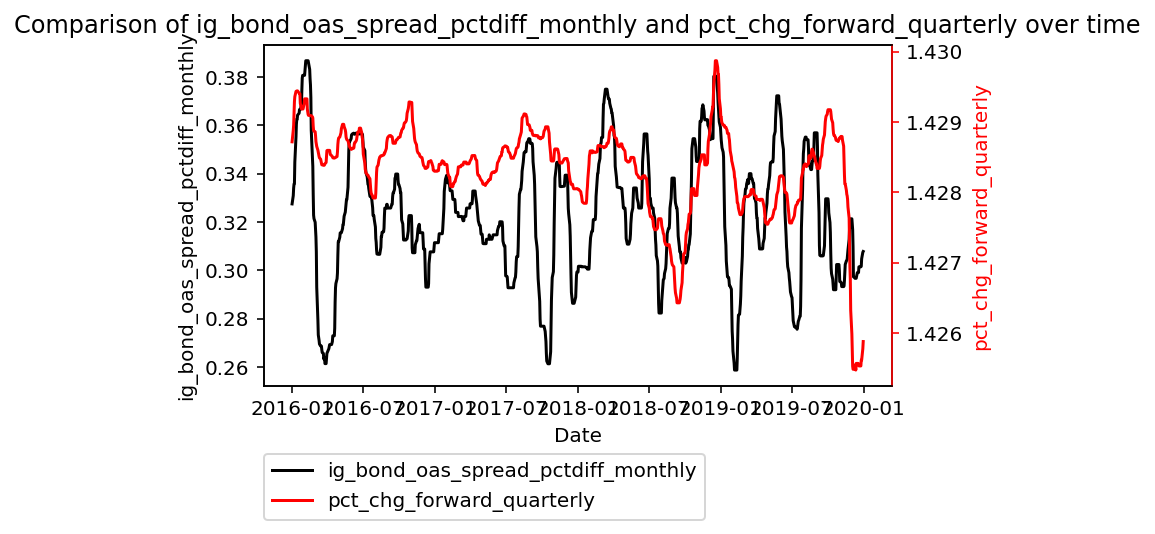 Comparison of ig_bond_oas_spread_pctdiff_monthly and pct_chg_forward_quarterly over time
ig_bond_oas_spread_pctdiff_monthly
0.38
0.36
0.34
0.32
0.30
0.28
0.26
1.430
1.429
1.428
1.427
1.426
pct_chg_forward_quarterly
2016-01 2016-07 2017-01 2017-07 2018-01 2018-07 2019-01 2019-07 2020-01
Date
ig_bond_oas_spread_pctdiff_monthly
pct_chg_forward_quarterly